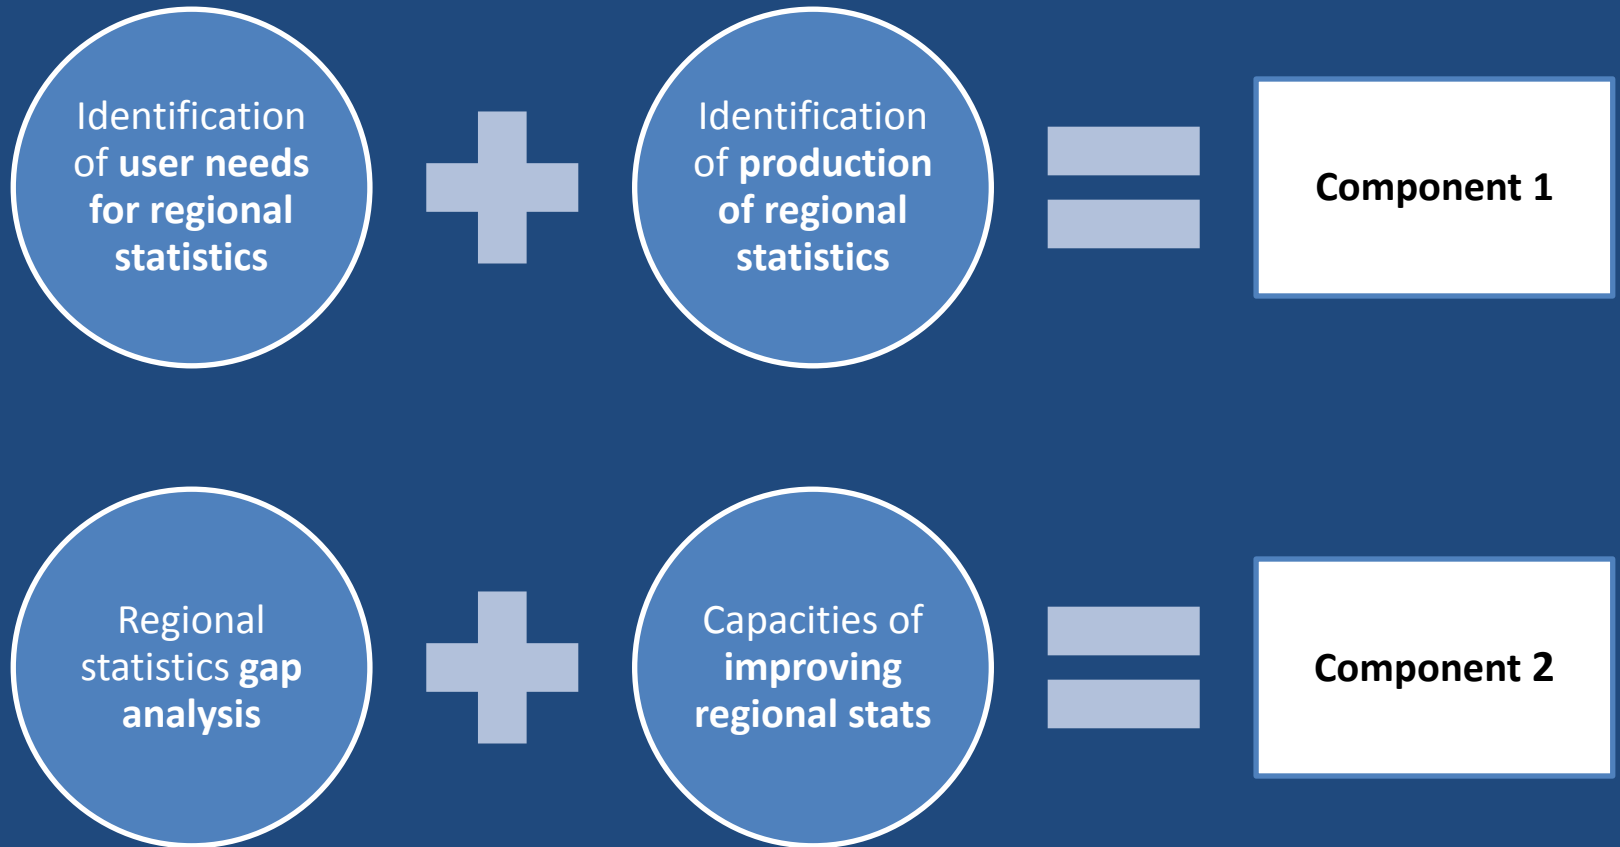 Identification
of user needs
for regional
statistics
Identification
of production
of regional
statistics
Component 1
Regional
statistics gap
analysis
Capacities of
improving
regional stats
Component 2